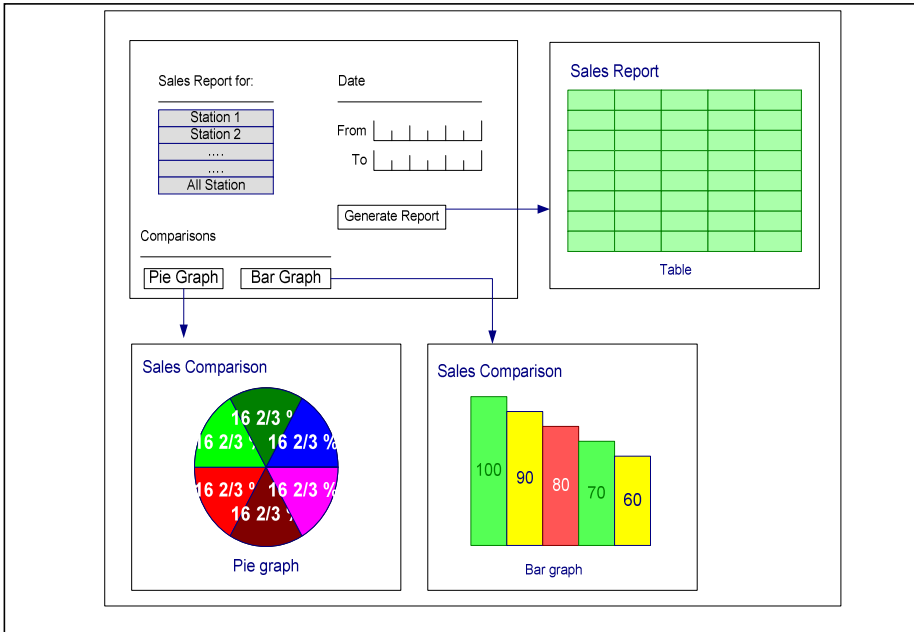 Sales Report for:
Station 1
Station 2
....
....
All Station
Date
From
To
Generate Report
Comparisons
Pie Graph
Bar Graph
Sales Report
Table
Sales Comparison
16 2/3 %
16 2/3 %
16 2/3 %
16 2/3 %
16 2/3 %
16 2/3 %
Pie graph
Sales Comparison
100
90
80
70
60
Bar graph